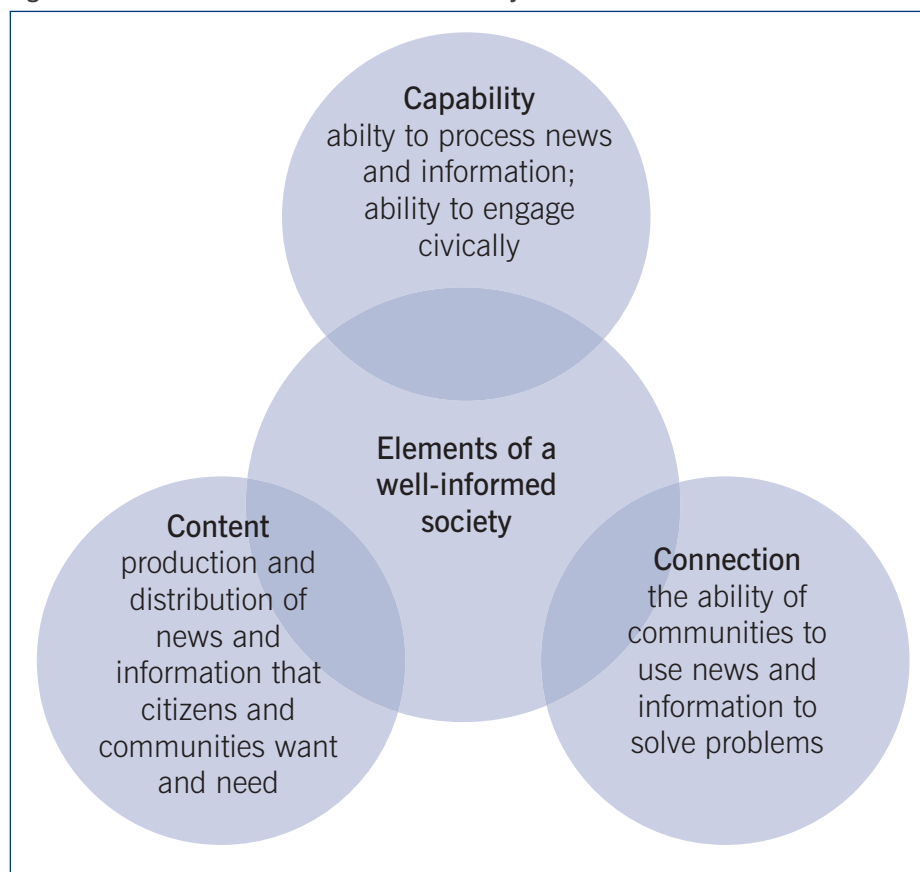 Capability
abilty to process news
and information;
ability to engage
civically
Elements of a
well-informed
society
Content
production and
distribution of
news and
information that
citizens and
communities want
and need
Connection
the ability of
communities to
use news and
information to
solve problems